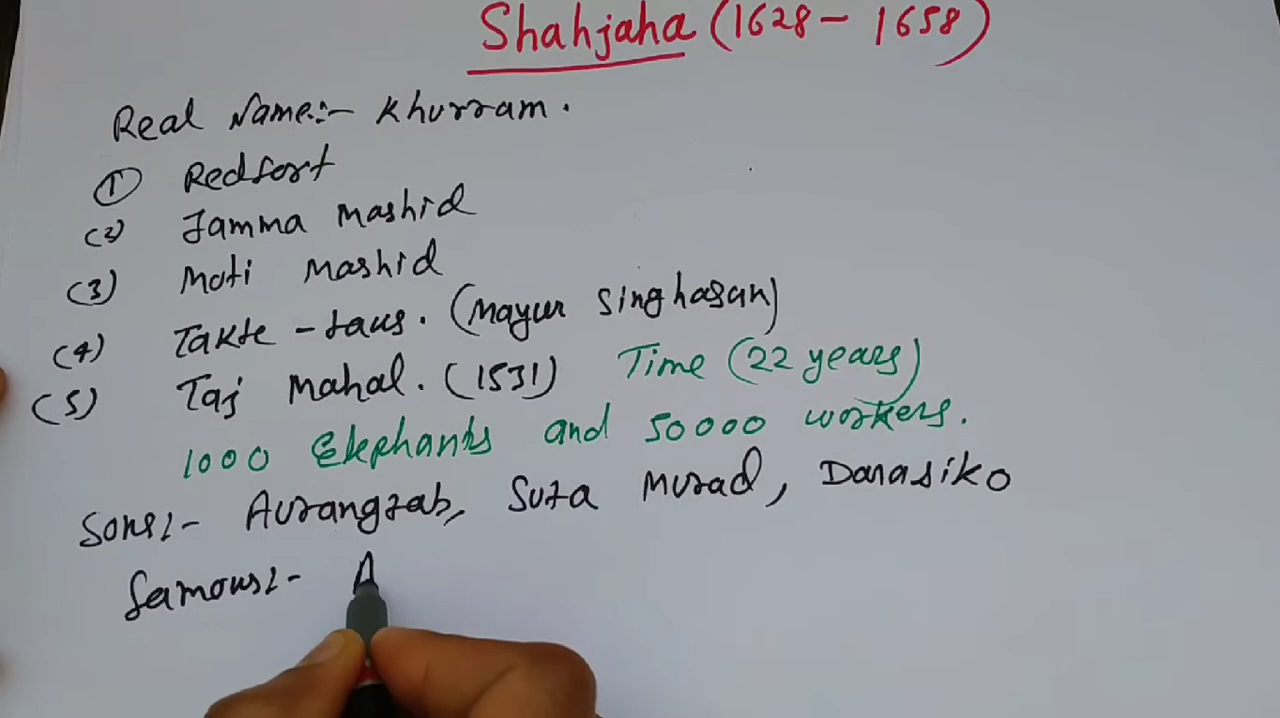 Shahjaha (1628 - 1658)
Real Name:- Khurram.
① Redfort
(2) Jamma Mashid
(3) Moti Mashid
(4) Takte - taus. (Mayur Singhasan)
(5) Taj Mahal. (1531) Time (22 years)
1000 Elephants and 50000 workers.
Sons:- Aurangzab, Suza Murad, Darasiko
famous:- A